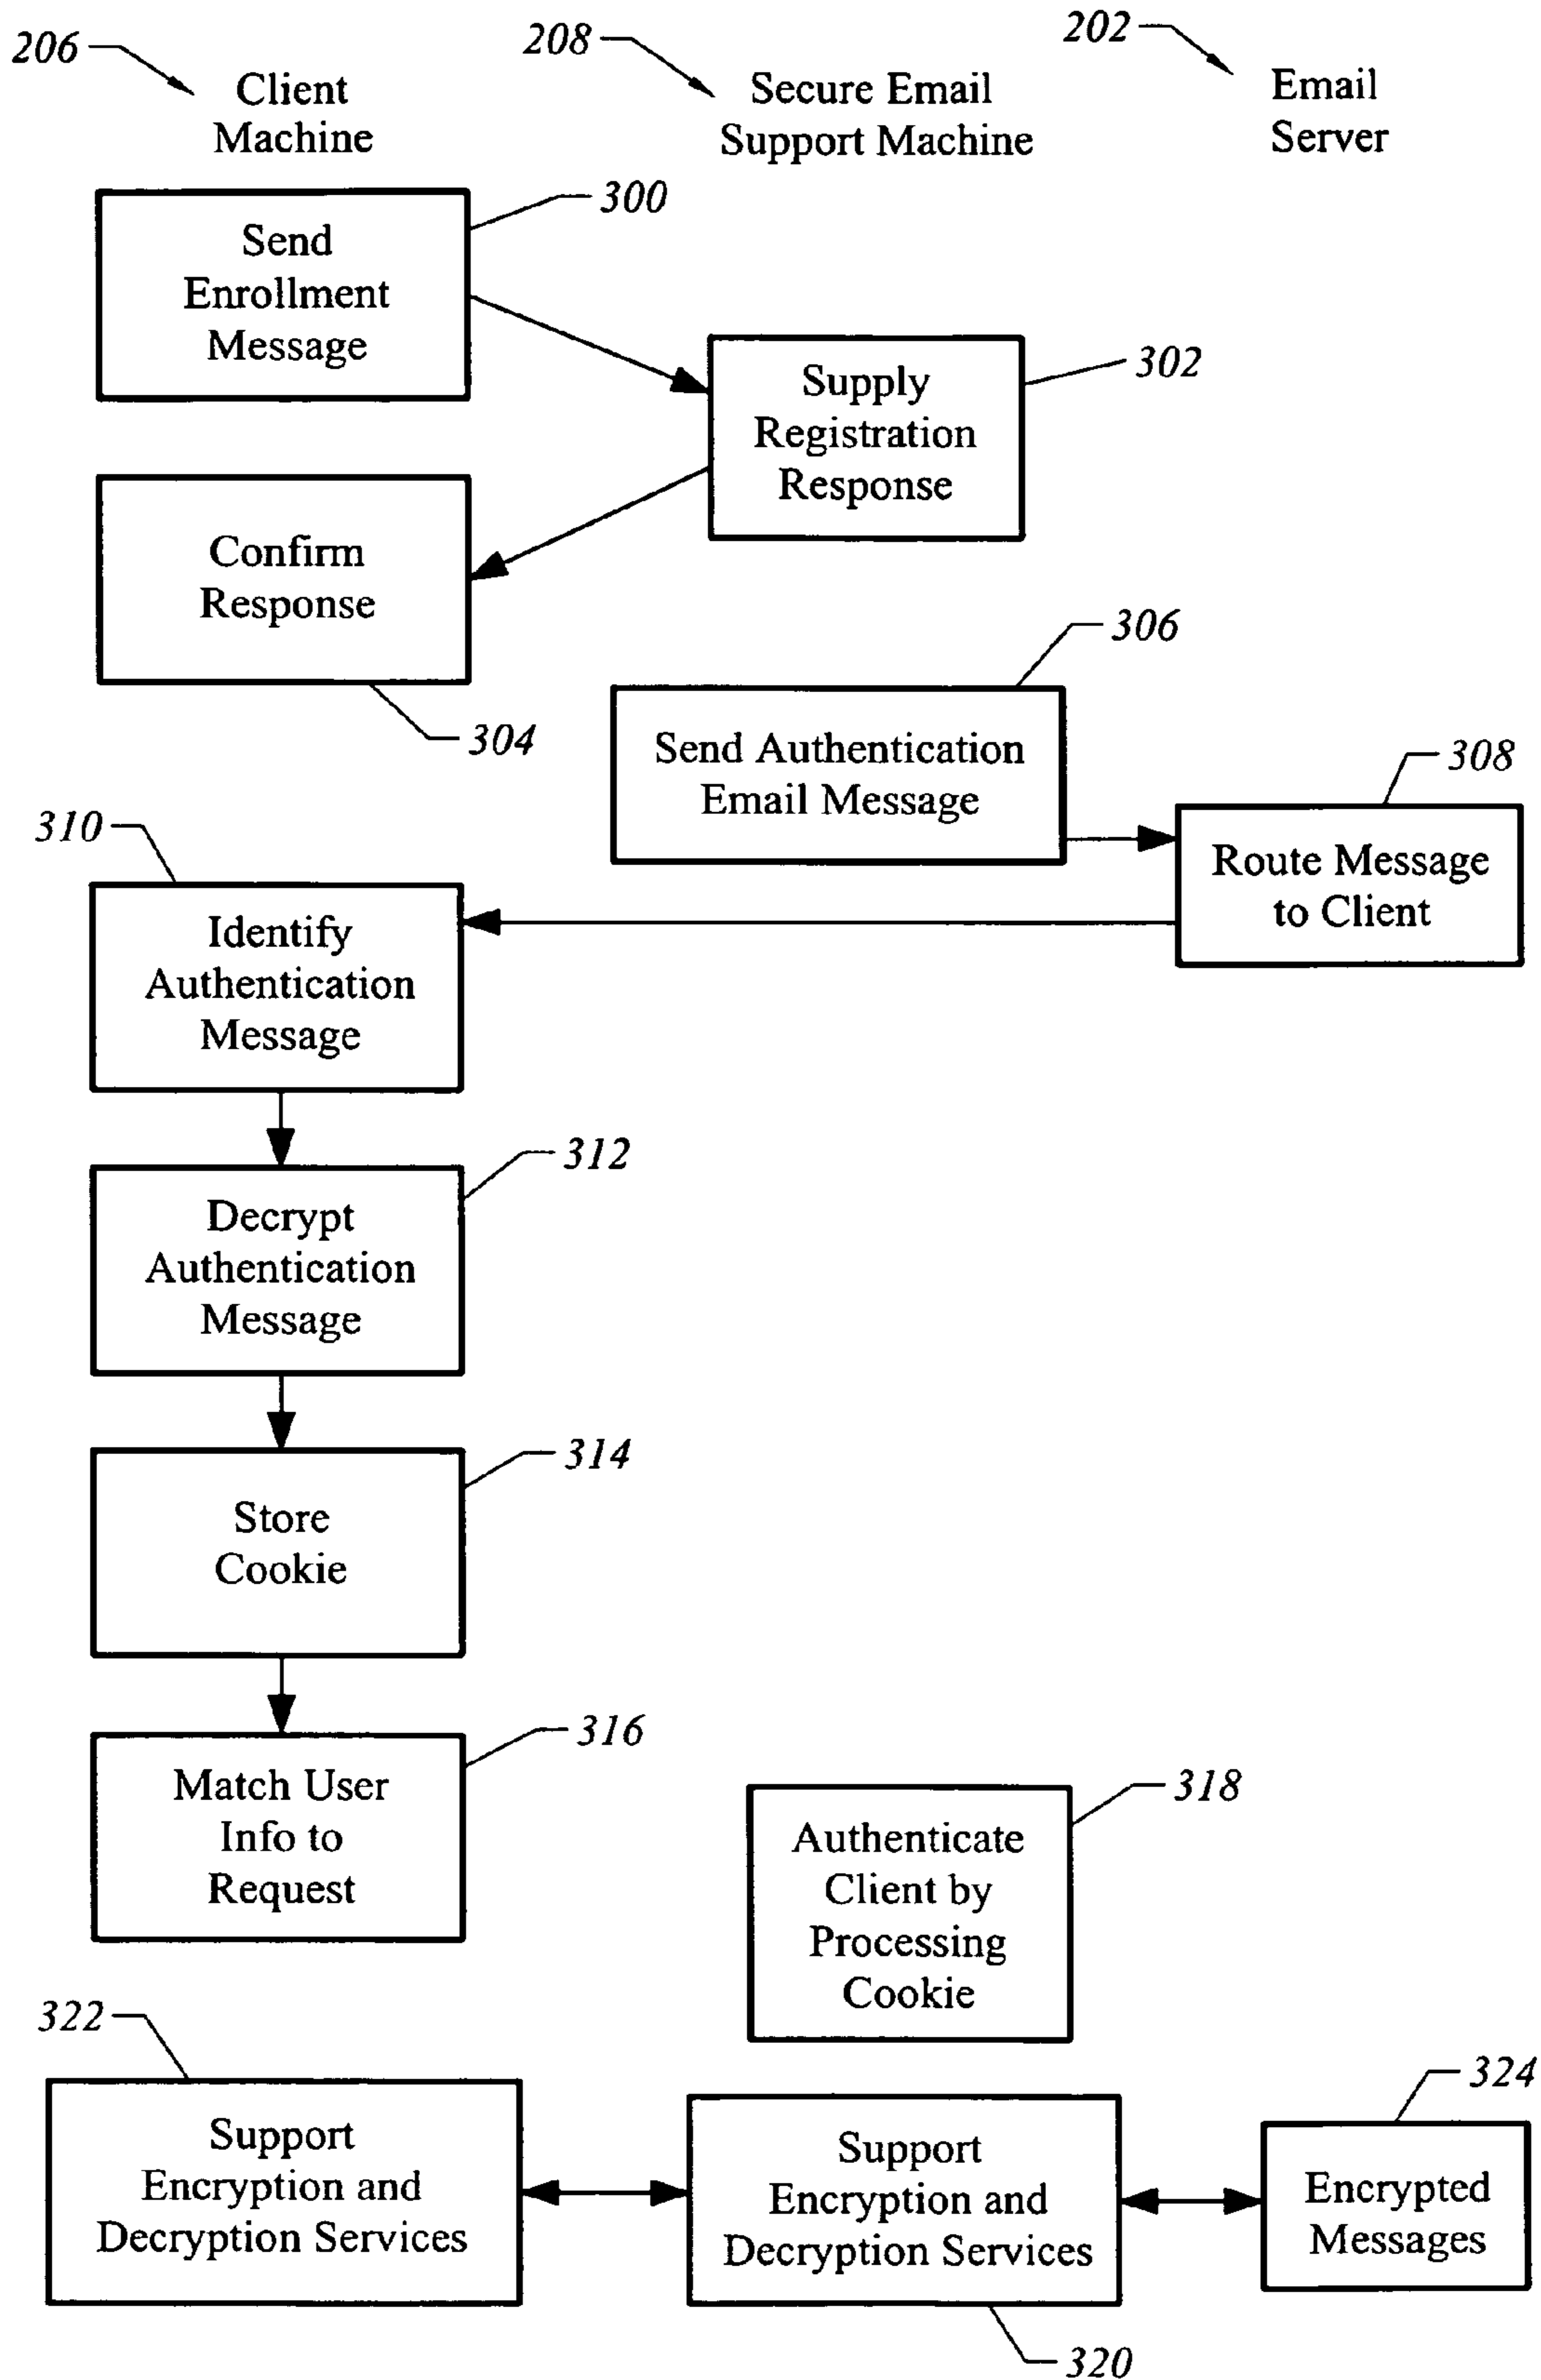 206
Client
Machine
208
Secure Email
Support Machine
202
Email
Server
300
Send
Enrollment
Message
302
Supply
Registration
Response
Confirm
Response
304
306
Send Authentication
Email Message
308
Route Message
to Client
310
Identify
Authentication
Message
312
Decrypt
Authentication
Message
314
Store
Cookie
316
Match User
Info to
Request
318
Authenticate
Client by
Processing
Cookie
322
Support
Encryption and
Decryption Services
Support
Encryption and
Decryption Services
320
324
Encrypted
Messages